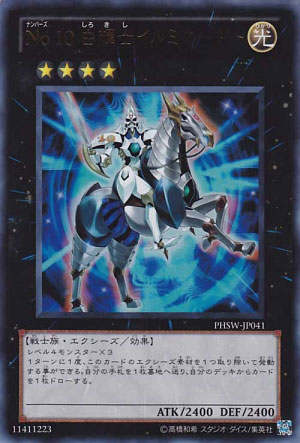 ナンバーズ しろきし
No.10 白輝士イルミ
光
PHSW-JP041
【戦士族・エクシーズ/効果】
レベル4モンスター×3
1ターンに1度、このカードのエクシーズ素材を1つ取り除いて発動
する事ができる。自分の手札を1枚墓地へ送り、自分のデッキからカード
を1枚ドローする。
ATK/2400 DEF/2400
11411223
©高橋和希 スタジオ・ダイス/集英社